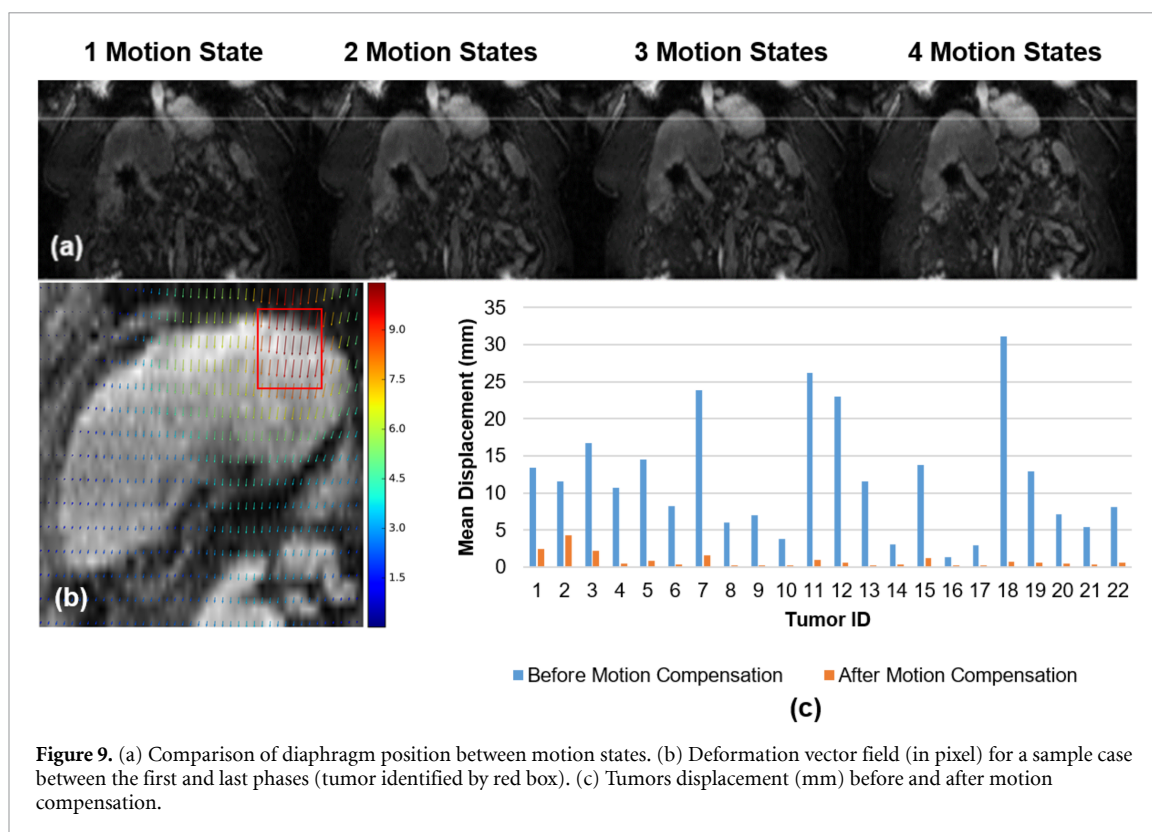 1 Motion State 2 Motion States 3 Motion States 4 Motion States
(a)
9.0
7.5
6.0
4.5
3.0
1.5
(b)
35
30
25
20
15
10
5
0
Mean Displacement (mm)
1 2 3 4 5 6 7 8 9 10 11 12 13 14 15 16 17 18 19 20 21 22
Tumor ID
Before Motion Compensation After Motion Compensation
(c)
Figure 9. (a) Comparison of diaphragm position between motion states. (b) Deformation vector field (in pixel) for a sample case
between the first and last phases (tumor identified by red box). (c) Tumors displacement (mm) before and after motion
compensation.